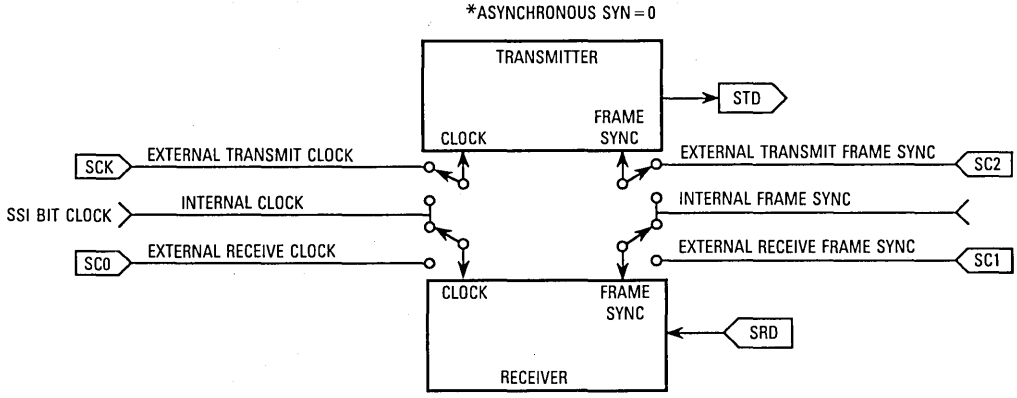 *ASYNCHRONOUS SYN=0
TRANSMITTER
STD
FRAME
SYNC
CLOCK
SCK
EXTERNAL TRANSMIT CLOCK
EXTERNAL TRANSMIT FRAME SYNC
SC2
SSI BIT CLOCK
INTERNAL CLOCK
INTERNAL FRAME SYNC
SC0
EXTERNAL RECEIVE CLOCK
EXTERNAL RECEIVE FRAME SYNC
SC1
CLOCK
FRAME
SYNC
SRD
RECEIVER